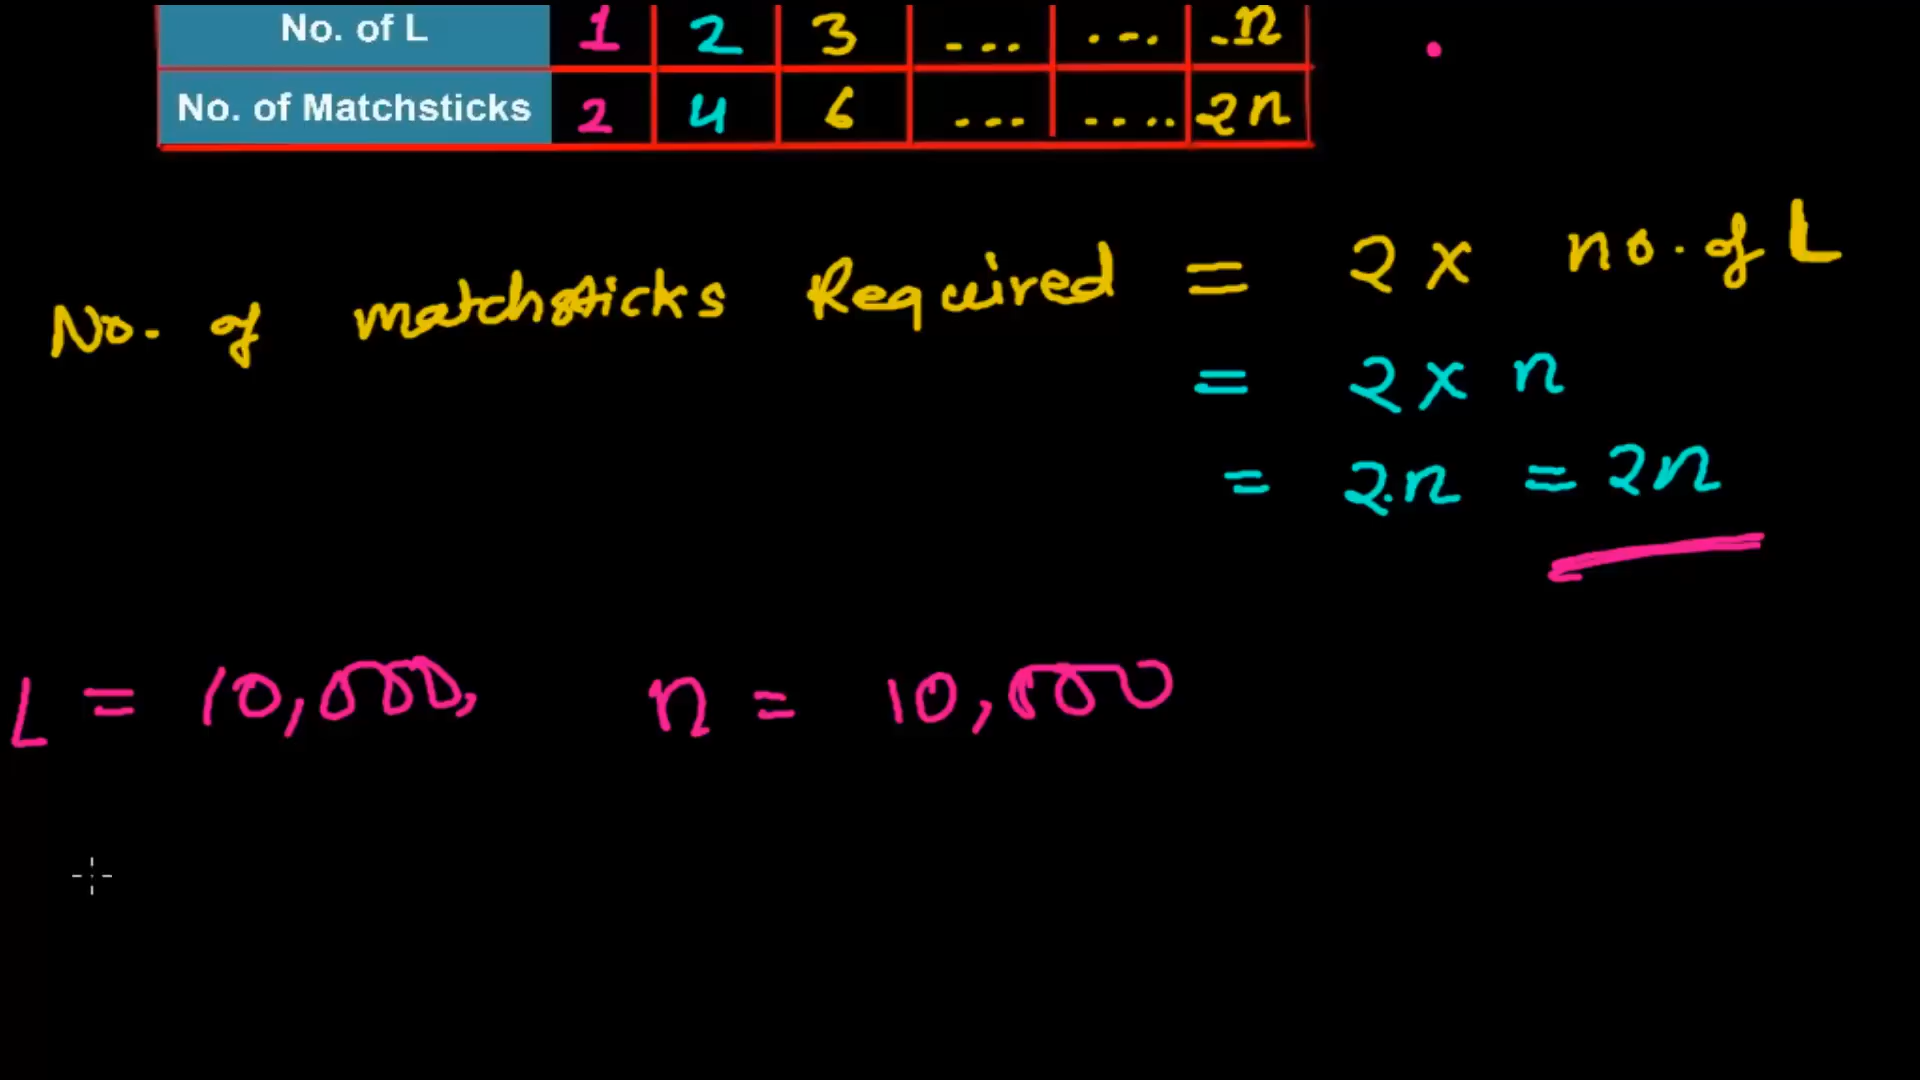 No. of L 1 2 3 ... ... .n
No. of Matchsticks 2 4 6 ... .... 2n
No. of matchsticks Required = 2 x no. of L
= 2 x n
= 2.n = 2n
L = 10,000, n = 10,000